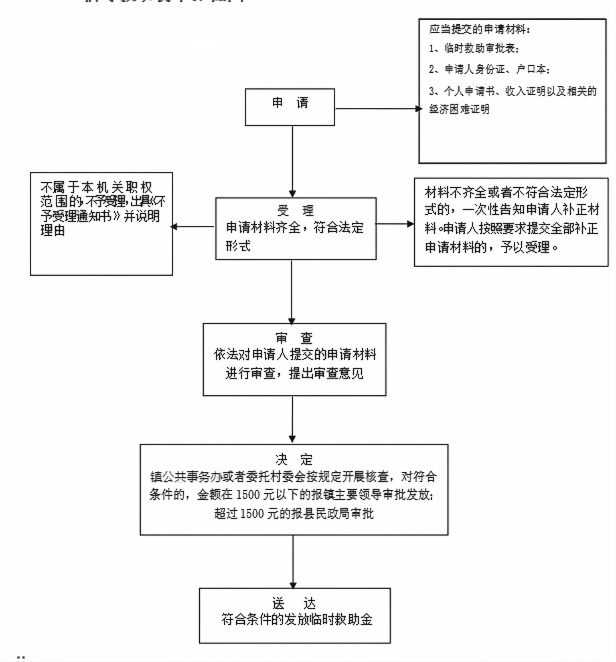 应当提交的申请材料：
1、临时救助审批表；
2、申请人身份证、户口本；
3、个人申请书、收入证明以及相关的
经济困难证明
申 请
不属于本机关职权
范围的，不予受理，出具《不
予受理通知书》并说明
理由
受 理
申请材料齐全，符合法定
形式
材料不齐全或者不符合法定形
式的，一次性告知申请人补正材
料。申请人按照要求提交全部补正
申请材料的，予以受理。
审 查
依法对申请人提交的申请材料
进行审查，提出审查意见
决 定
镇公共事务办或者委托村委会按规定开展核查，对符合
条件的，金额在1500元以下的报镇主要领导审批发放；
超过1500元的报县民政局审批
送 达
符合条件的发放临时救助金